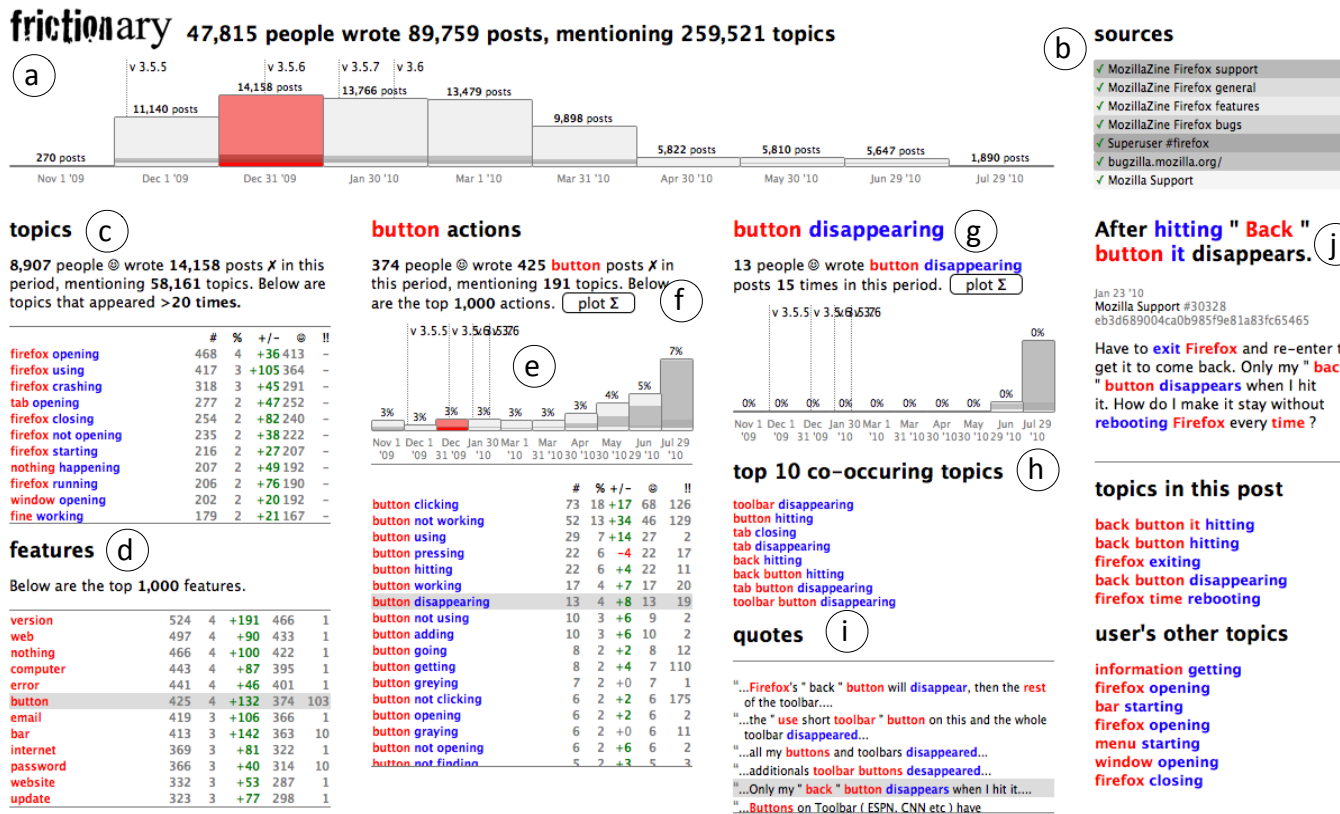 frictionary 47,815 people wrote 89,759 posts, mentioning 259,521 topics
a
v 3.5.5
v 3.5.6
v 3.5.7
v 3.6
270 posts
11,140 posts
14,158 posts
13,766 posts
13,479 posts
9,898 posts
5,822 posts
5,810 posts
5,647 posts
1,890 posts
Nov 1 '09
Dec 1 '09
Dec 31 '09
Jan 30 '10
Mar 1 '10
Mar 31 '10
Apr 30 '10
May 30 '10
Jun 29 '10
Jul 29 '10
b
sources
✓ MozillaZine Firefox support
✓ MozillaZine Firefox general
✓ MozillaZine Firefox features
✓ MozillaZine Firefox bugs
✓ Superuser #firefox
✓ bugzilla.mozilla.org/
✓ Mozilla Support
topics
c
8,907 people ☺ wrote 14,158 posts ✗ in this
period, mentioning 58,161 topics. Below are
topics that appeared >20 times.
# % +/- ☺ !!
firefox opening 468 4 +36 413 –
firefox using 417 3 +105 364 –
firefox crashing 318 3 +45 291 –
tab opening 277 2 +47 252 –
firefox closing 254 2 +82 240 –
firefox not opening 235 2 +38 222 –
firefox starting 216 2 +27 207 –
nothing happening 207 2 +49 192 –
firefox running 206 2 +76 190 –
window opening 202 2 +20 192 –
fine working 179 2 +21 167 –
features
d
Below are the top 1,000 features.
version 524 4 +191 466 1
web 497 4 +90 433 1
nothing 466 4 +100 422 1
computer 443 4 +87 395 1
error 441 4 +46 401 1
button 425 4 +132 374 103
email 419 3 +106 366 1
bar 413 3 +142 363 10
internet 369 3 +81 322 1
password 366 3 +40 314 10
website 332 3 +53 287 1
update 323 3 +77 298 1
button actions
374 people ☺ wrote 425 button posts ✗ in
this period, mentioning 191 topics. Below
are the top 1,000 actions. plot Σ
f
v 3.5.5
e
3%
3%
3%
3%
3%
3%
3%
4%
5%
7%
Nov 1 '09
Dec 1 '09
Dec 31 '09
Jan 30 '10
Mar 1 '10
Mar 31 '10
Apr 30 '10
May 30 '10
Jun 29 '10
Jul 29 '10
# % +/- ☺ !!
button clicking 73 18 +17 68 126
button not working 52 13 +34 46 129
button using 29 7 +14 27 2
button pressing 22 6 -4 22 17
button hitting 22 6 +4 22 11
button working 17 4 +7 17 20
button disappearing 13 4 +8 13 19
button not using 10 3 +6 9 2
button adding 10 3 +6 10 2
button going 8 2 +2 8 12
button getting 8 2 +4 7 110
button greying 7 2 +0 7 1
button not clicking 6 2 +2 6 175
button opening 6 2 +2 6 2
button graying 6 2 +0 6 11
button not opening 6 2 +6 6 2
button not finding 5 2 +3 5 3
button disappearing
g
13 people ☺ wrote button disappearing
posts 15 times in this period. plot Σ
v 3.5.5
0%
0%
0%
0%
0%
0%
0%
0%
0%
0%
Nov 1 '09
Dec 1 '09
Dec 31 '09
Jan 30 '10
Mar 1 '10
Mar 31 '10
Apr 30 '10
May 30 '10
Jun 29 '10
Jul 29 '10
top 10 co-occuring topics
h
toolbar disappearing
button hitting
tab closing
tab disappearing
back hitting
back button hitting
tab button disappearing
toolbar button disappearing
quotes
i
"...Firefox's " back " button will disappear, then the rest
of the toolbar....
"...the " use short toolbar " button on this and the whole
toolbar disappeared...
"...all my buttons and toolbars disappeared...
"...additionals toolbar buttons desappeared...
"...Only my " back " button disappears when I hit it....
"...Buttons on Toolbar ( ESPN, CNN etc ) have
After hitting " Back "
button it disappears.
j
Jan 23 '10
Mozilla Support #30328
eb3d689004ca0b985f9e81a83fc65465
Have to exit Firefox and re-enter t
get it to come back. Only my " bac
" button disappears when I hit
it. How do I make it stay without
rebooting Firefox every time ?
topics in this post
back button it hitting
back button hitting
firefox exiting
back button disappearing
firefox time rebooting
user's other topics
information getting
firefox opening
bar starting
firefox opening
menu starting
window opening
firefox closing